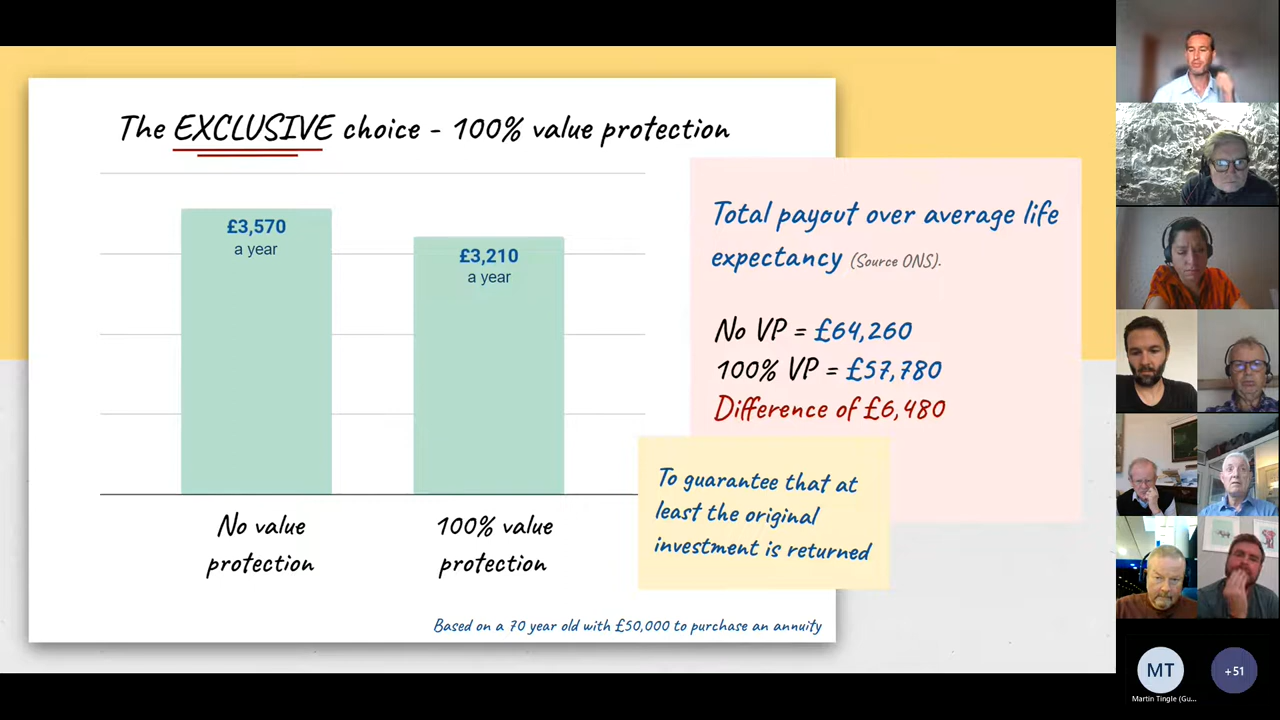 The EXCLUSIVE choice - 100% value protection
£3,570
a year
£3,210
a year
No value
protection
100% value
protection
Based on a 70 year old with £50,000 to purchase an annuity
Total payout over average life
expectancy (Source ONS).
No VP = £64,260
100% VP = £57,780
Difference of £6,480
To guarantee that at
least the original
investment is returned
MT
Martin Tingle (Gu...
+51